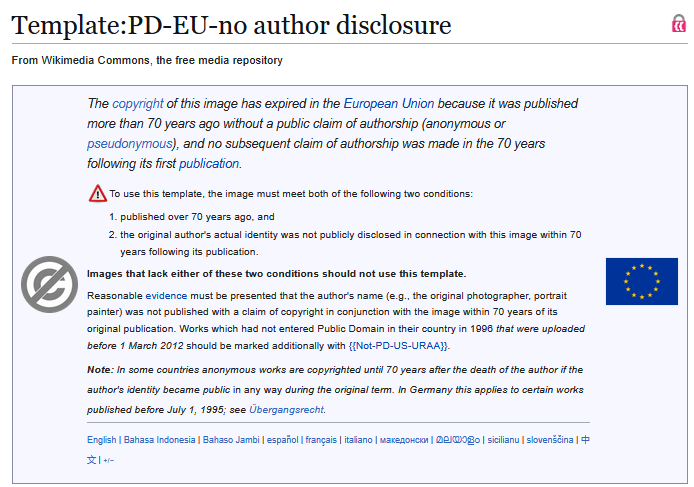 Template:PD-EU-no author disclosure
From Wikimedia Commons, the free media repository
The copyright of this image has expired in the European Union because it was published
more than 70 years ago without a public claim of authorship (anonymous or
pseudonymous), and no subsequent claim of authorship was made in the 70 years
following its first publication.
To use this template, the image must meet both of the following two conditions:
1. published over 70 years ago, and
2. the original author's actual identity was not publicly disclosed in connection with this image within 70
years following its publication.
Images that lack either of these two conditions should not use this template.
Reasonable evidence must be presented that the author's name (e.g., the original photographer, portrait
painter) was not published with a claim of copyright in conjunction with the image within 70 years of its
original publication. Works which had not entered Public Domain in their country in 1996 that were uploaded
before 1 March 2012 should be marked additionally with {{Not-PD-US-URAA}}.
Note: In some countries anonymous works are copyrighted until 70 years after the death of the author if the
author's identity became public in any way during the original term. In Germany this applies to certain works
published before July 1, 1995; see Übergangsrecht.
English | Bahasa Indonesia | Bahaso Jambi | español | français | italiano | македонски | മലയാളം | sicilianu | slovenščina | 中
文 | +/−